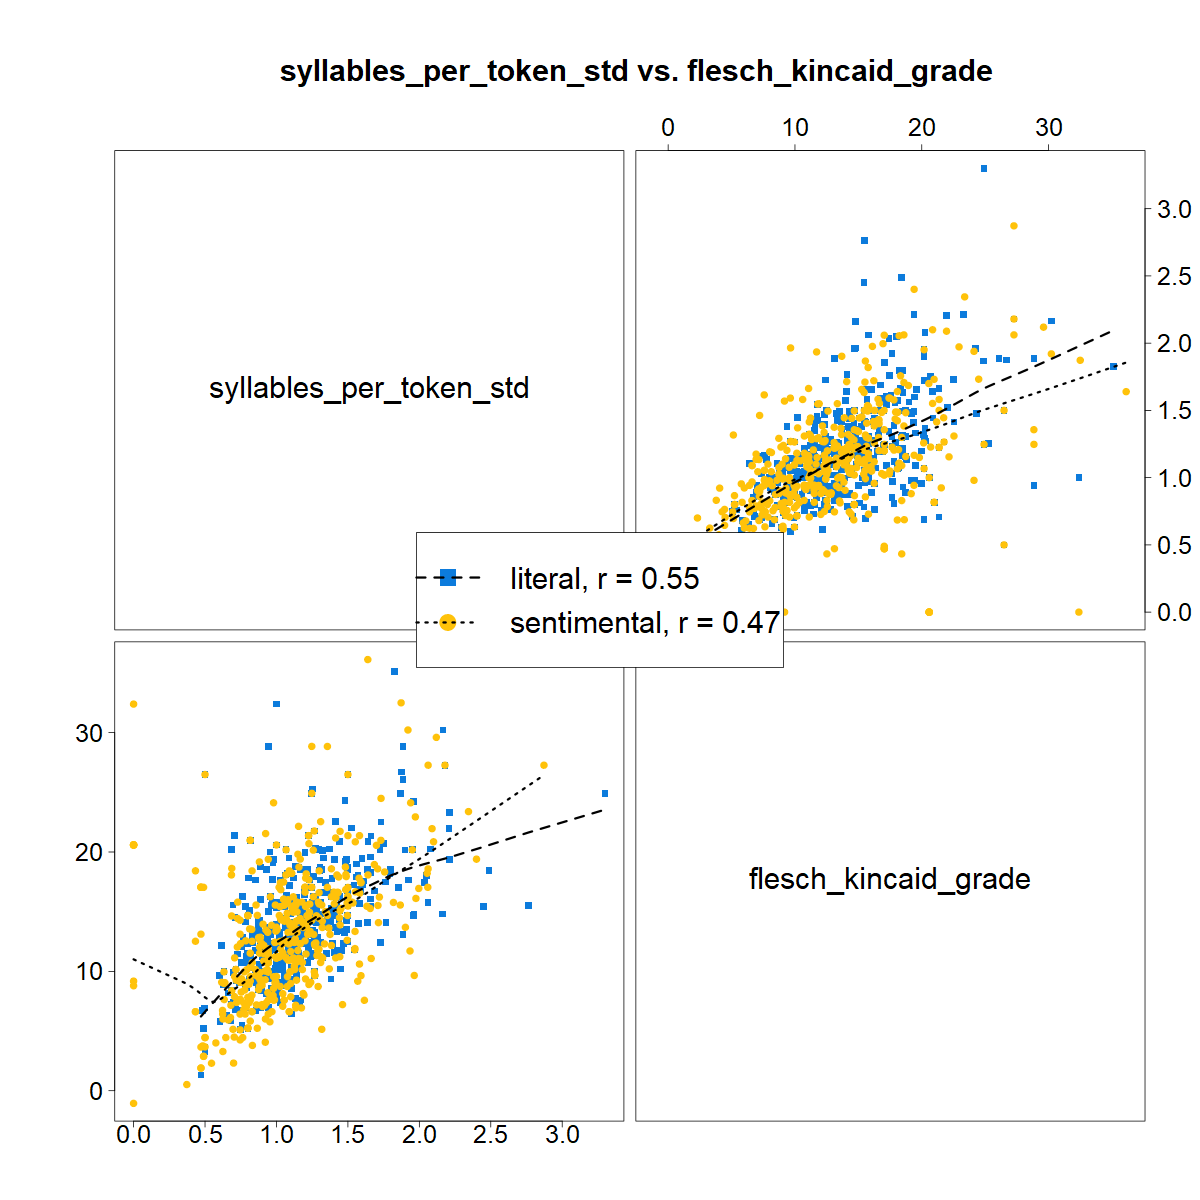 syllables_per_token_std vs. flesch_kincaid_grade
0 10 20 30
syllables_per_token_std
3.0
2.5
2.0
1.5
1.0
0.5
0.0
literal, r = 0.55
sentimental, r = 0.47
30
20
10
0
flesch_kincaid_grade
0.0 0.5 1.0 1.5 2.0 2.5 3.0